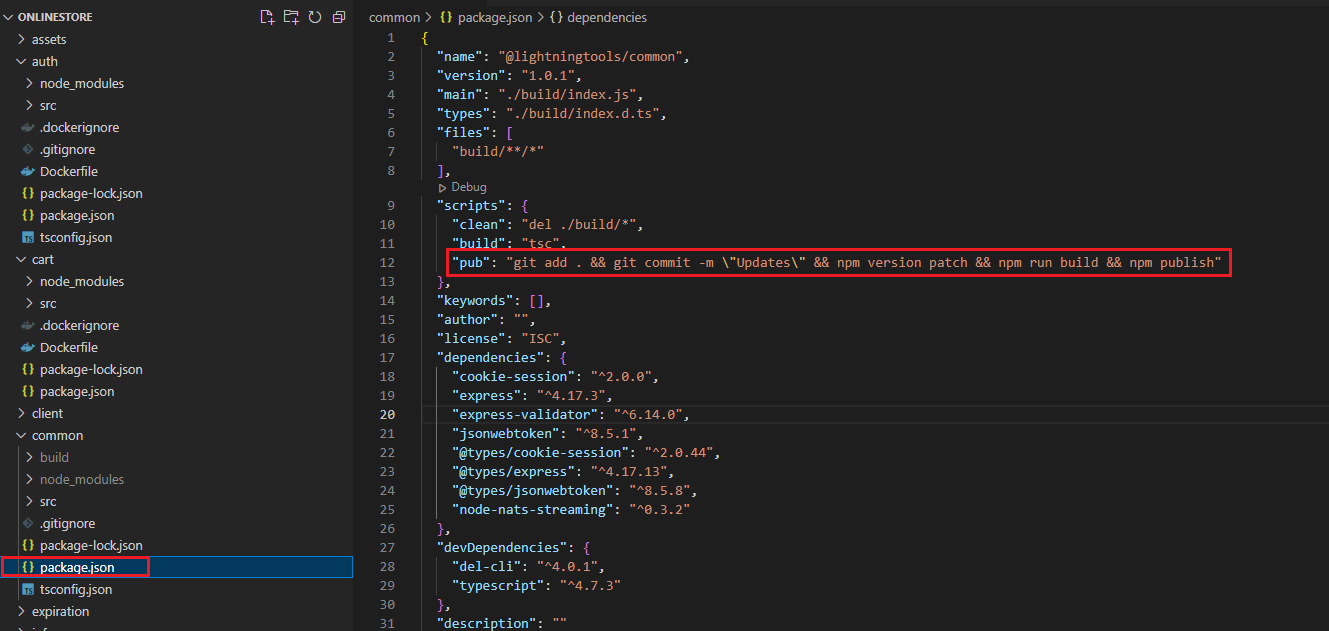 ONLINESTORE
assets
auth
node_modules
src
.dockerignore
.gitignore
Dockerfile
package-lock.json
package.json
tsconfig.json
cart
node_modules
src
.dockerignore
Dockerfile
package-lock.json
package.json
client
common
build
node_modules
src
.gitignore
package-lock.json
package.json
tsconfig.json
expiration
common > {} package.json > {} dependencies
1 {
2 "name": "@lightningtools/common",
3 "version": "1.0.1",
4 "main": "./build/index.js",
5 "types": "./build/index.d.ts",
6 "files": [
7 "build/**/*"
8 ],
Debug
9 "scripts": {
10 "clean": "del ./build/*",
11 "build": "tsc",
12 "pub": "git add . && git commit -m \"Updates\" && npm version patch && npm run build && npm publish"
13 },
14 "keywords": [],
15 "author": "",
16 "license": "ISC",
17 "dependencies": {
18 "cookie-session": "^2.0.0",
19 "express": "^4.17.3",
20 "express-validator": "^6.14.0",
21 "jsonwebtoken": "^8.5.1",
22 "@types/cookie-session": "^2.0.44",
23 "@types/express": "^4.17.13",
24 "@types/jsonwebtoken": "^8.5.8",
25 "node-nats-streaming": "^0.3.2"
26 },
27 "devDependencies": {
28 "del-cli": "^4.0.1",
29 "typescript": "^4.7.3"
30 },
31 "description": ""